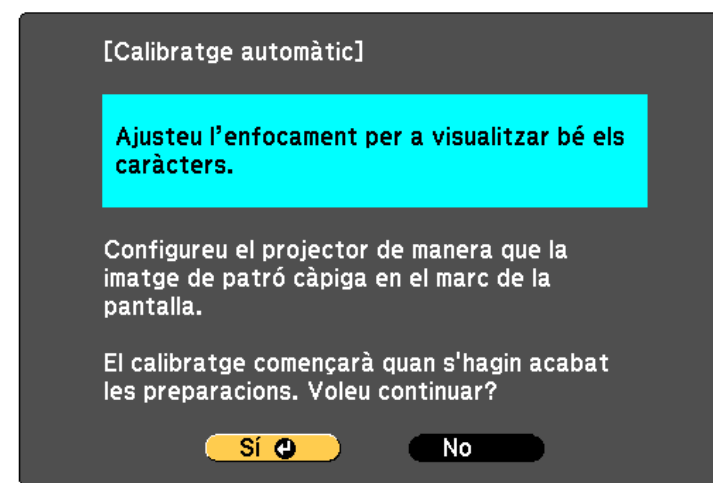 [Calibratge automàtic]
Ajusteu l’enfocament per a visualitzar bé els
caràcters.
Configureu el projector de manera que la
imatge de patró càpiga en el marc de la
pantalla.
El calibratge començarà quan s'hagin acabat
les preparacions. Voleu continuar?
Sí
No